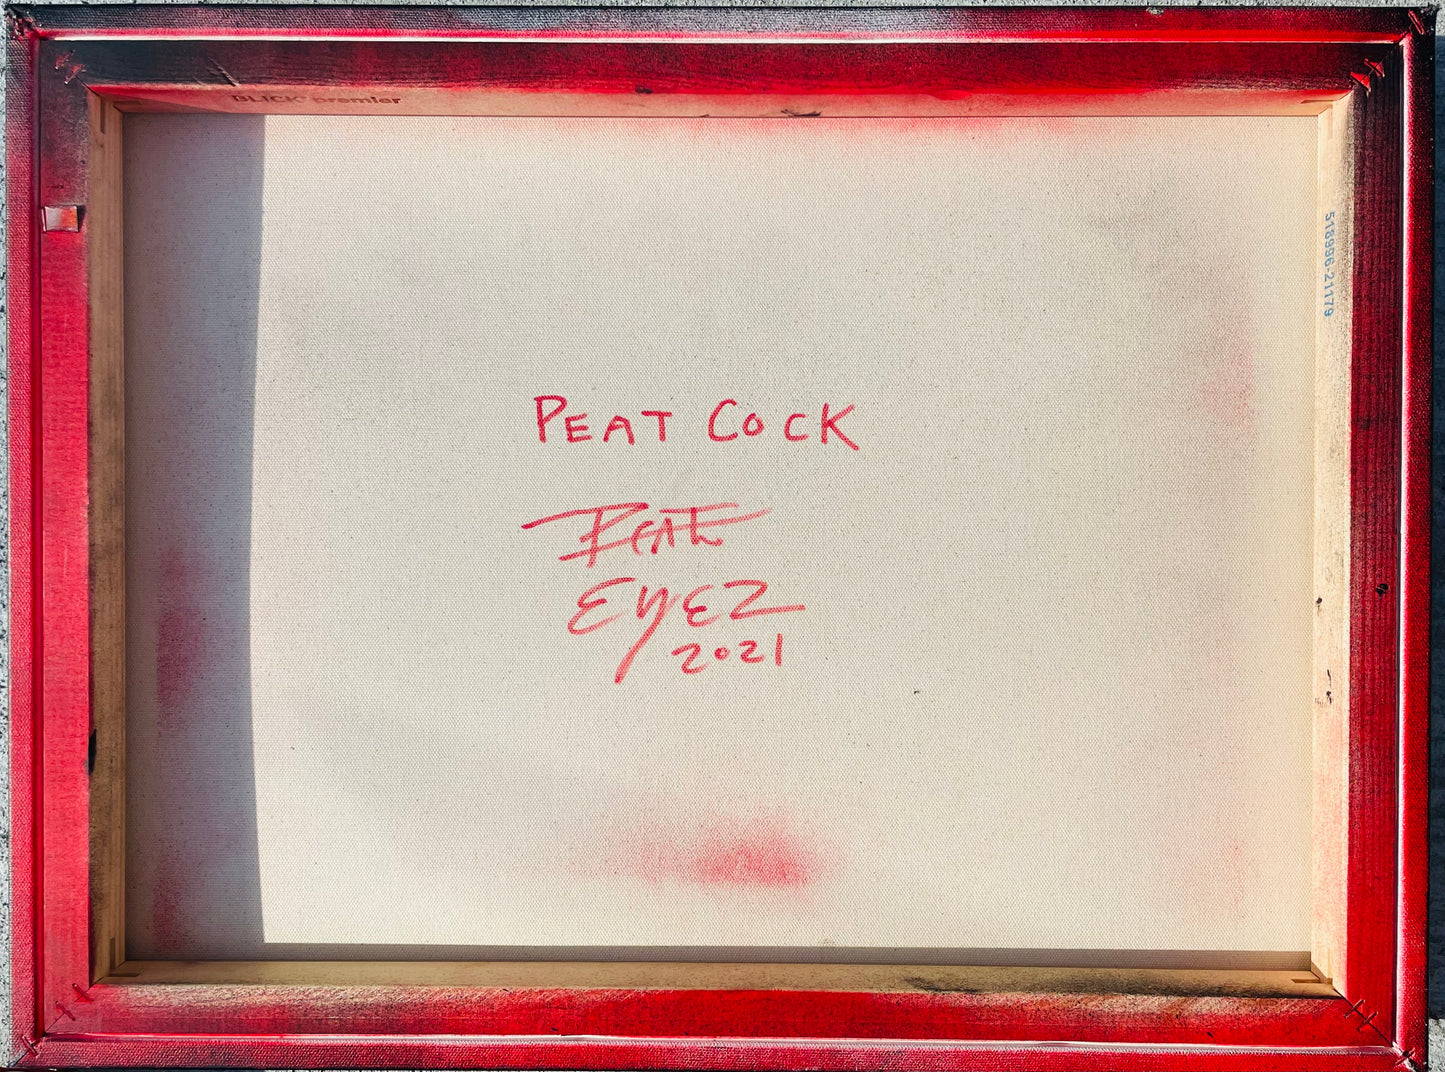 BLICK premier
518996-21179
PEAT COCK
PEAT
EYEZ
2021